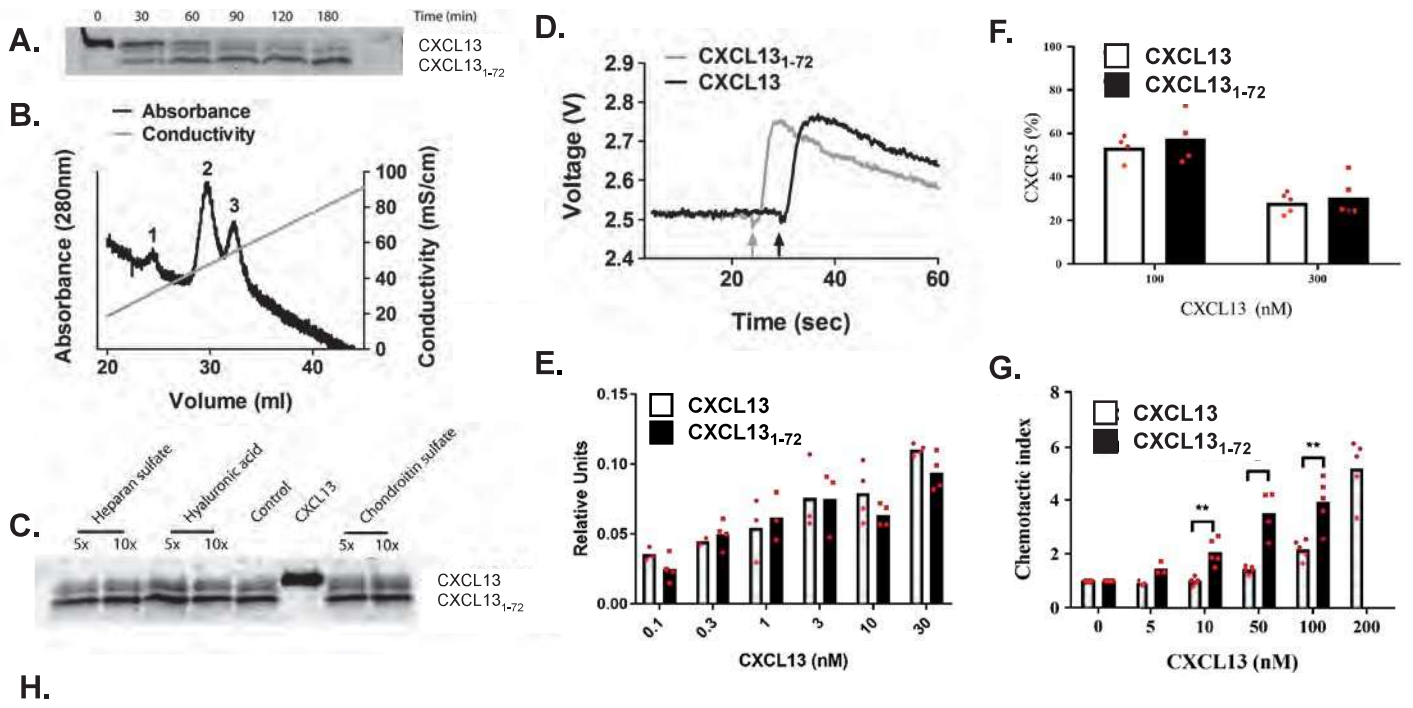 A.
0 30 60 90 120 180 Time (min)
CXCL13
CXCL13₁₋₇₂
B.
Absorbance
Conductivity
Absorbance (280nm)
1 2 3
100
90
80
60
40
20
0
Conductivity (mS/cm)
20 30 40
Volume (ml)
C.
Heparan sulfate Hyaluronic acid Control CXCL13 Chondroitin sulfate
5x 10x 5x 10x 5x 10x
CXCL13
CXCL13₁₋₇₂
D.
CXCL13₁₋₇₂
CXCL13
Voltage (V)
2.9
2.8
2.7
2.6
2.5
2.4
20 40 60
Time (sec)
E.
CXCL13
CXCL13₁₋₇₂
Relative Units
0.15
0.10
0.05
0.00
0.1 0.3 1 3 10 30
CXCL13 (nM)
F.
CXCL13
CXCL13₁₋₇₂
CXCR5 (%)
100
80
60
40
20
0
100 300
CXCL13 (nM)
G.
CXCL13
CXCL13₁₋₇₂
Chemotactic index
8
6
4
2
0
** **
0 5 10 50 100 200
CXCL13 (nM)
H.